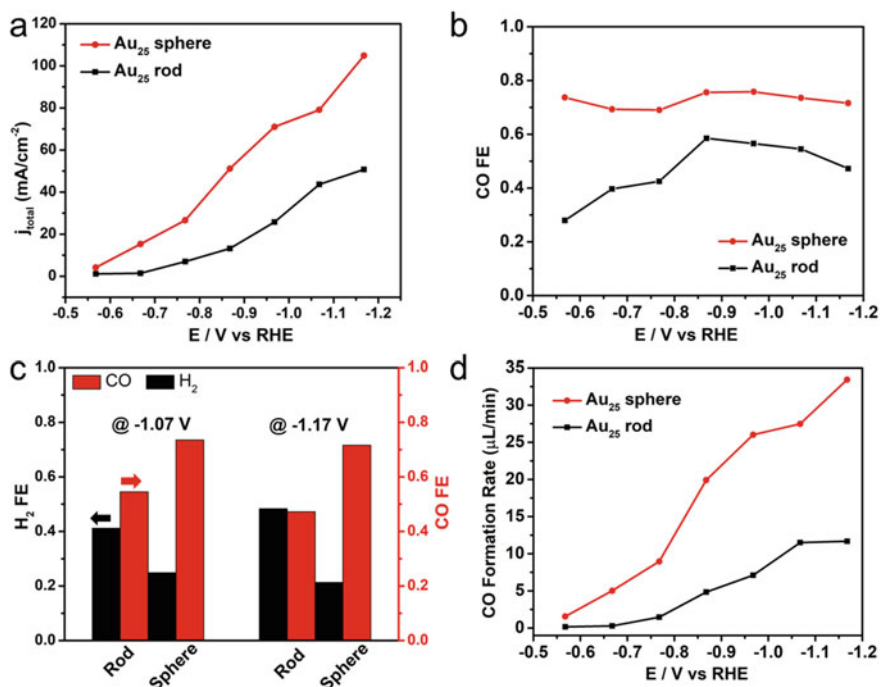 a
120
100
80
60
40
20
0
j_total (mA/cm⁻²)
Au₂₅ sphere
Au₂₅ rod
-0.5 -0.6 -0.7 -0.8 -0.9 -1.0 -1.1 -1.2
E / V vs RHE
b
1.0
0.8
0.6
0.4
0.2
0.0
CO FE
Au₂₅ sphere
Au₂₅ rod
-0.5 -0.6 -0.7 -0.8 -0.9 -1.0 -1.1 -1.2
E / V vs RHE
c
1.0
0.8
0.6
0.4
0.2
0.0
H₂ FE
CO H₂
@ -1.07 V @ -1.17 V
Rod Sphere Rod Sphere
1.0
0.8
0.6
0.4
0.2
0.0
CO FE
d
35
30
25
20
15
10
5
0
CO Formation Rate (μL/min)
Au₂₅ sphere
Au₂₅ rod
-0.5 -0.6 -0.7 -0.8 -0.9 -1.0 -1.1 -1.2
E / V vs RHE